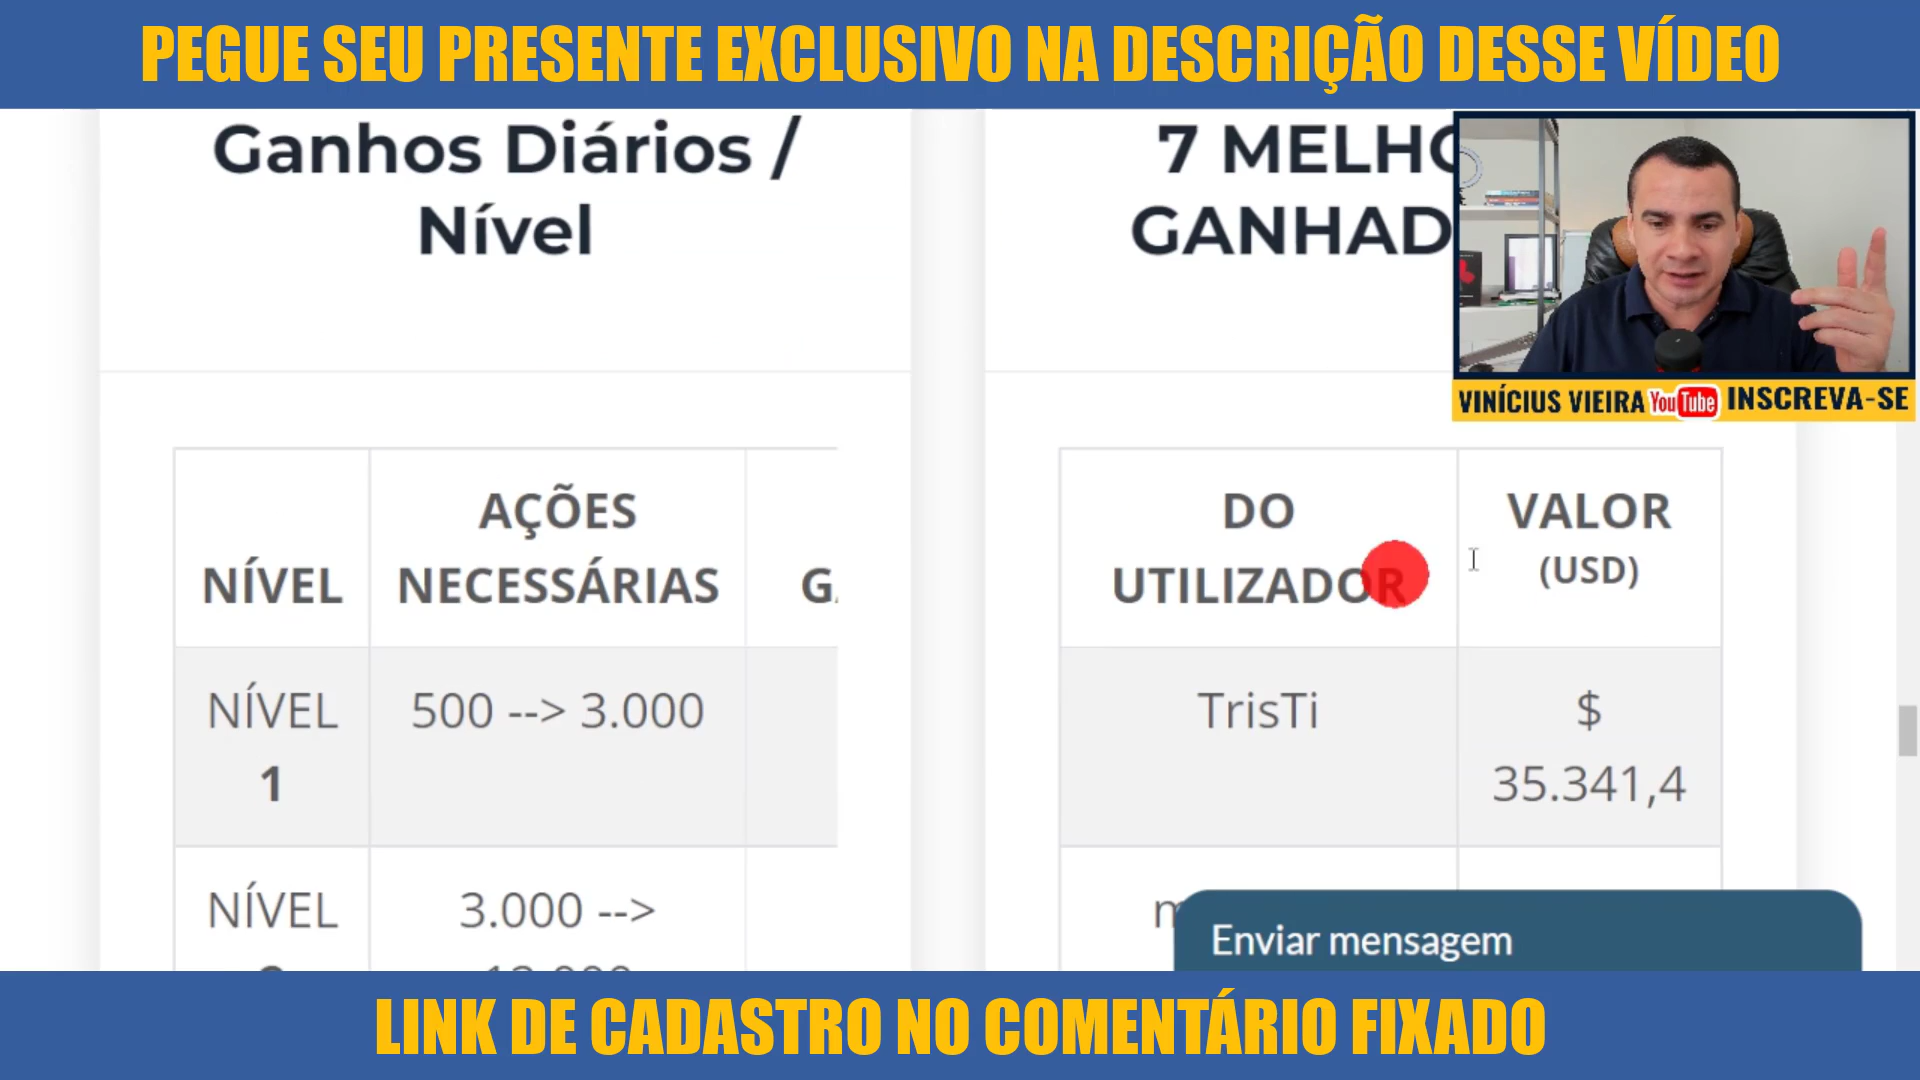 PEGUE SEU PRESENTE EXCLUSIVO NA DESCRIÇÃO DESSE VÍDEO
Ganhos Diários /
Nível
NÍVEL
AÇÕES
NECESSÁRIAS
NÍVEL
1
500 --> 3.000
NÍVEL
3.000 -->
7 MELHO
GANHAD
VINÍCIUS VIEIRA YouTube INSCREVA-SE
DO
UTILIZADOR
VALOR
(USD)
TrisTi
$
35.341,4
Enviar mensagem
LINK DE CADASTRO NO COMENTÁRIO FIXADO